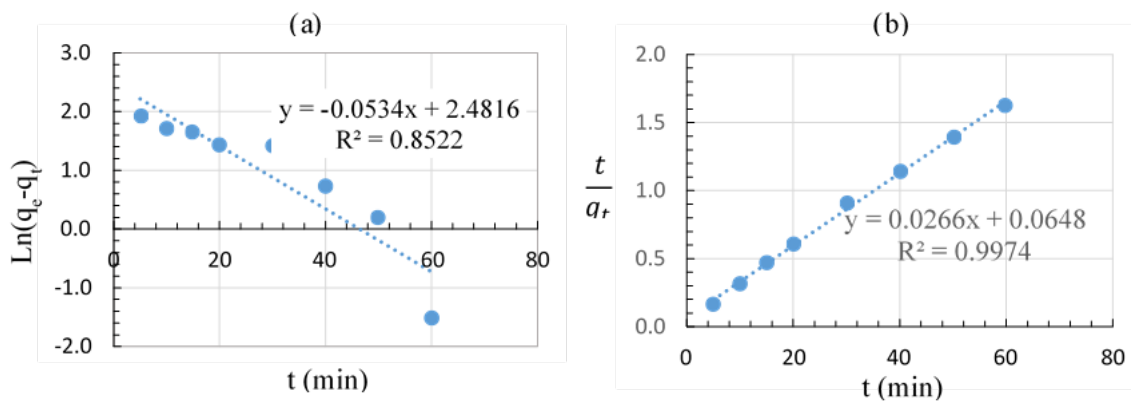 (a)
3.0
2.0
1.0
0.0
-1.0
-2.0
Ln(qₑ-qₜ)
y = -0.0534x + 2.4816
R² = 0.8522
0 20 40 60 80
t (min)
(b)
2.0
1.5
1.0
0.5
0.0
t
qₜ
y = 0.0266x + 0.0648
R² = 0.9974
0 20 40 60 80
t (min)